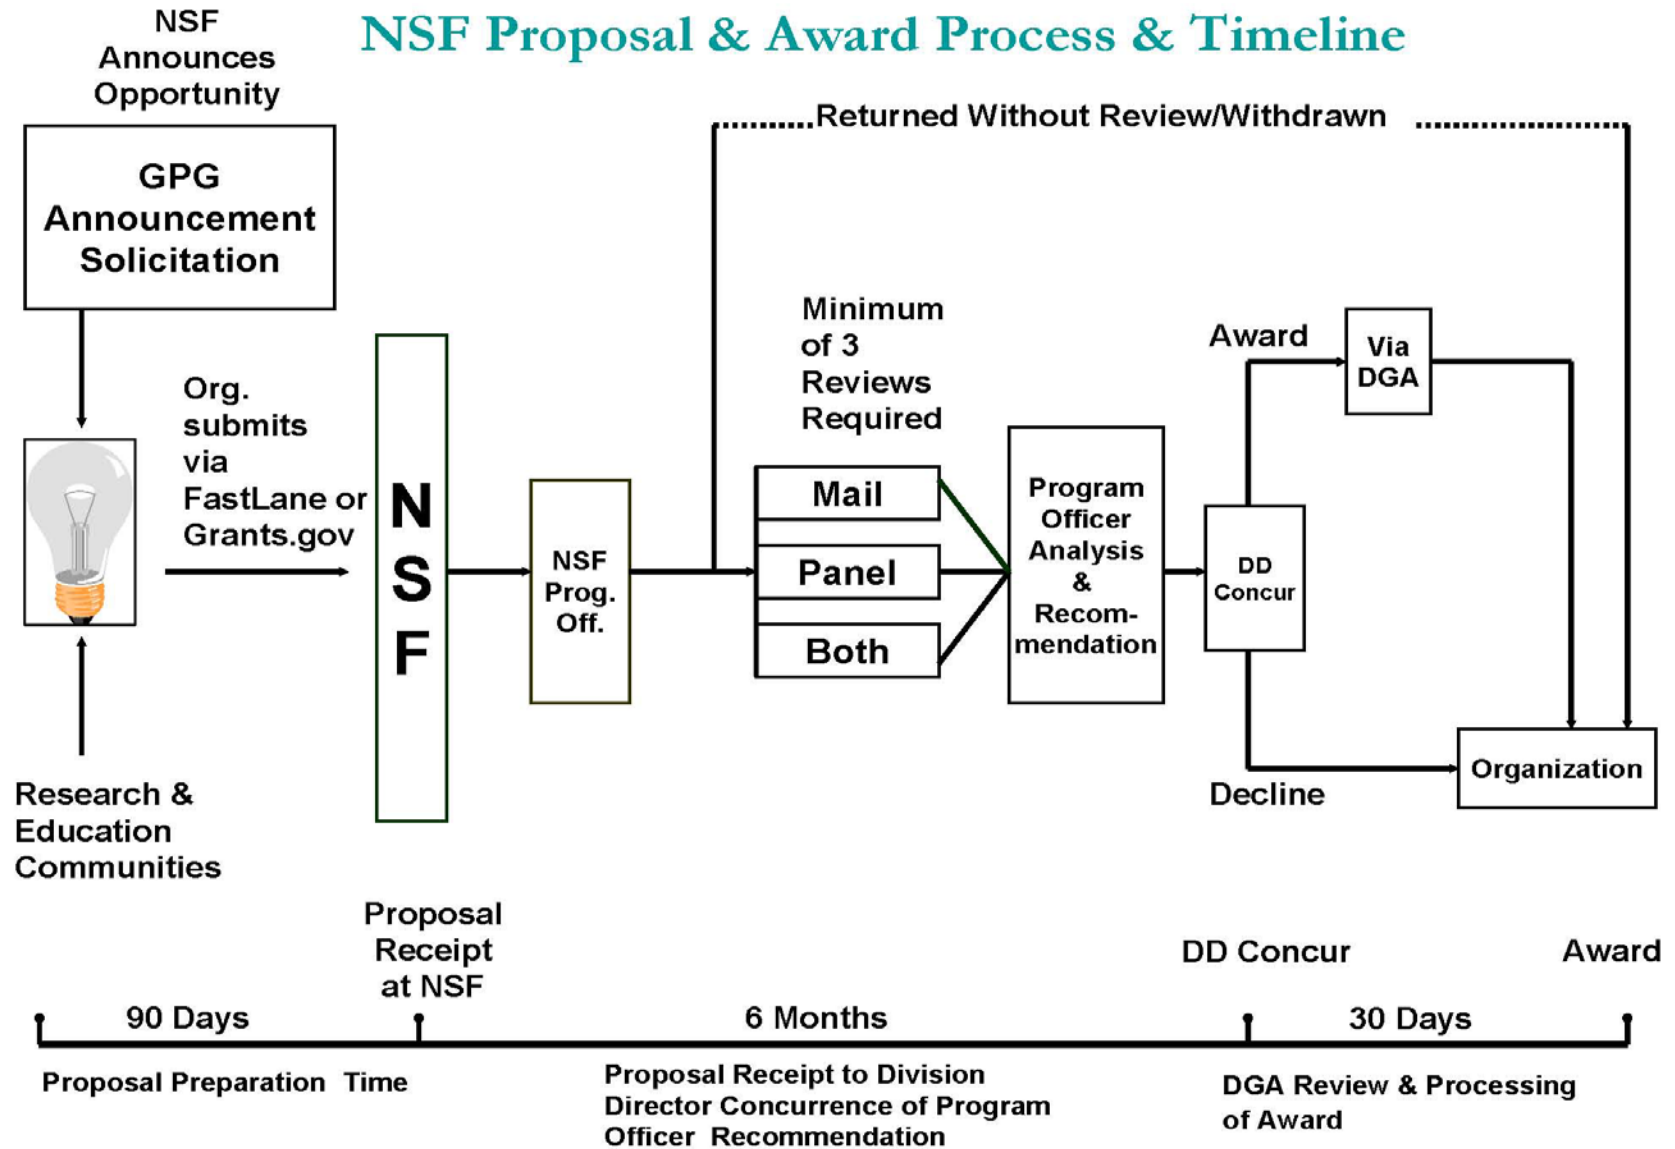 NSF Proposal & Award Process & Timeline
NSF
Announces
Opportunity
GPG
Announcement
Solicitation
Research &
Education
Communities
Org.
submits
via
FastLane or
Grants.gov
N
S
F
NSF
Prog.
Off.
Returned Without Review/Withdrawn
Minimum
of 3
Reviews
Required
Mail
Panel
Both
Program
Officer
Analysis
&
Recom-
mendation
DD
Concur
Award
Via
DGA
Decline
Organization
Proposal
Receipt
at NSF
DD Concur
Award
90 Days
6 Months
30 Days
Proposal Preparation Time
Proposal Receipt to Division
Director Concurrence of Program
Officer Recommendation
DGA Review & Processing
of Award